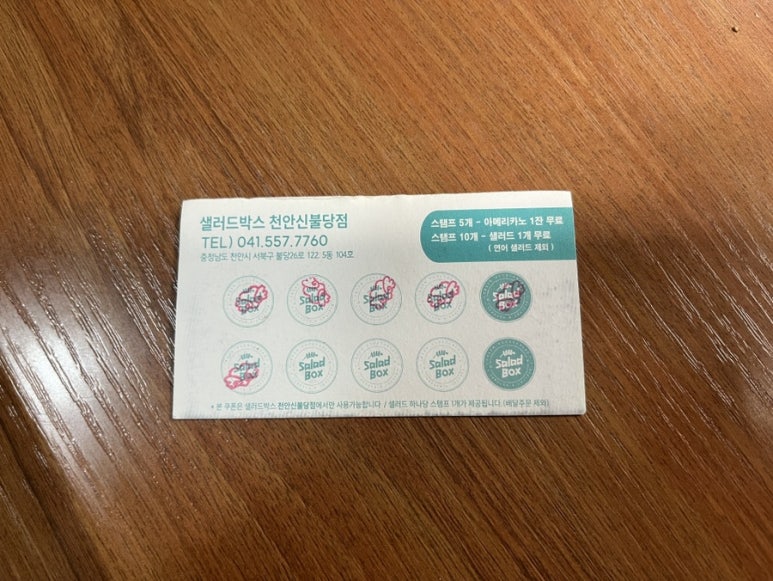 샐러드박스 천안신불당점
TEL) 041.557.7760
충청남도 천안시 서북구 불당26로 122. 5동 104호
스탬프 5개 - 아메리카노 1잔 무료
스탬프 10개 - 샐러드 1개 무료
( 연어 샐러드 제외 )
Salad Box
Salad Box
Salad Box
Salad Box
Salad Box
Salad Box
Salad Box
Salad Box
Salad Box
Salad Box
* 본 쿠폰은 샐러드박스 천안신불당점에서만 사용가능합니다. / 샐러드 하나당 스탬프 1개가 제공됩니다.(배달주문 제외)